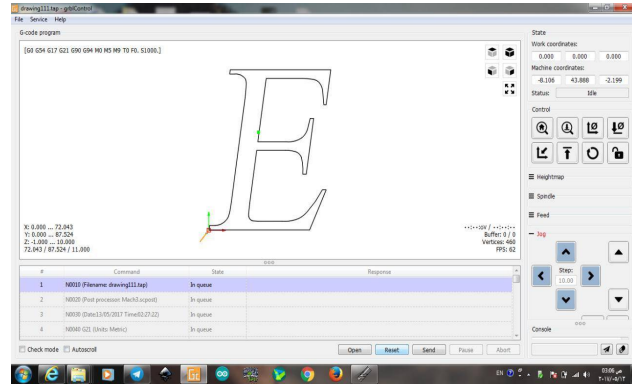 drawing111.tap - grblControl
File Service Help
G-code program
[G0 G54 G17 G21 G90 G94 M0 M5 M9 T0 F0. S1000.]
X: 0.000 ... 72.043
Y: 0.000 ... 87.524
Z: -1.000 ... 10.000
72.043 / 87.524 / 11.000
Buffer: 0 / 0
Vertices: 460
FPS: 62
# Command State Response
1 N0010 (Filename: drawing111.tap) In queue
2 N0020 (Post processor: Mach3.scpost) In queue
3 N0030 (Date:13/05/2017 Time:02:27:22) In queue
4 N0040 G21 (Units: Metric) In queue
Check mode Autoscroll Open Reset Send Pause Abort
State
Work coordinates:
0.000 0.000 0.000
Machine coordinates:
-8.106 43.888 -2.199
Status: Idle
Control
Heightmap
Spindle
Feed
Jog
Step:
10.00
Console
EN